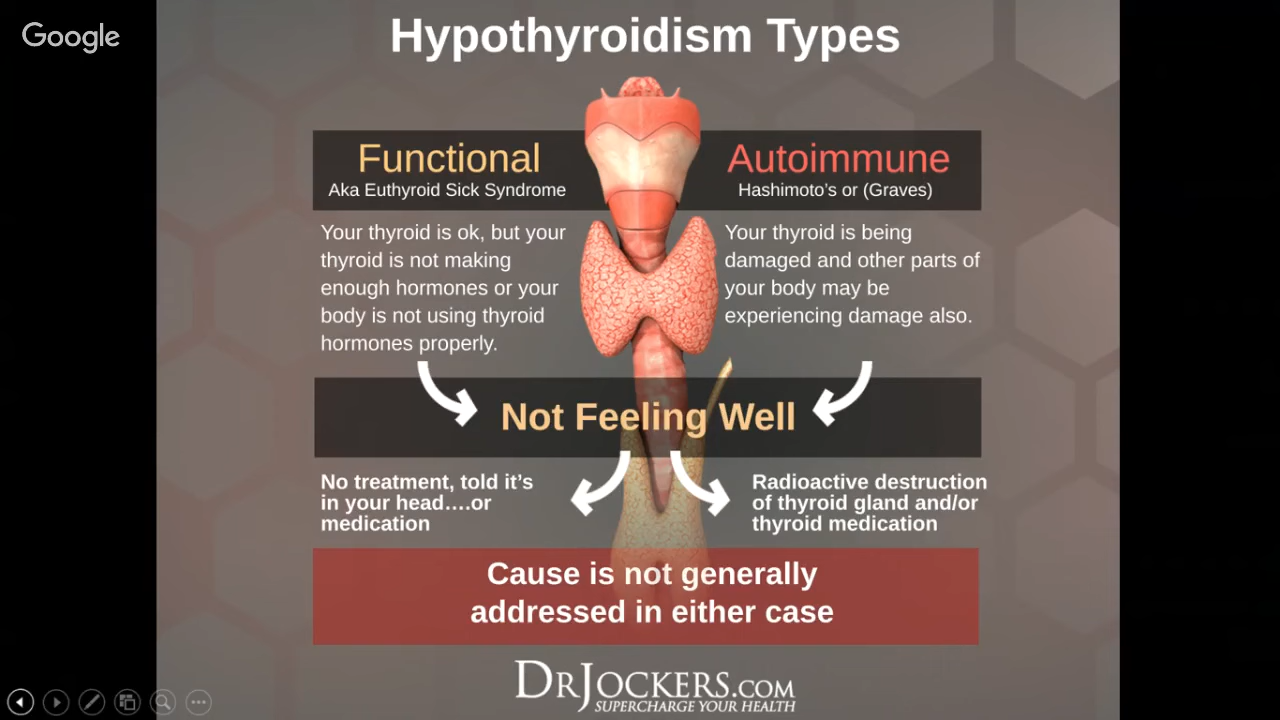 Google
Hypothyroidism Types
Functional
Aka Euthyroid Sick Syndrome
Your thyroid is ok, but your
thyroid is not making
enough hormones or your
body is not using thyroid
hormones properly.
Autoimmune
Hashimoto's or (Graves)
Your thyroid is being
damaged and other parts of
your body may be
experiencing damage also.
Not Feeling Well
No treatment, told it's
in your head....or
medication
Radioactive destruction
of thyroid gland and/or
thyroid medication
Cause is not generally
addressed in either case
DRJOCKERS.COM
SUPERCHARGE YOUR HEALTH